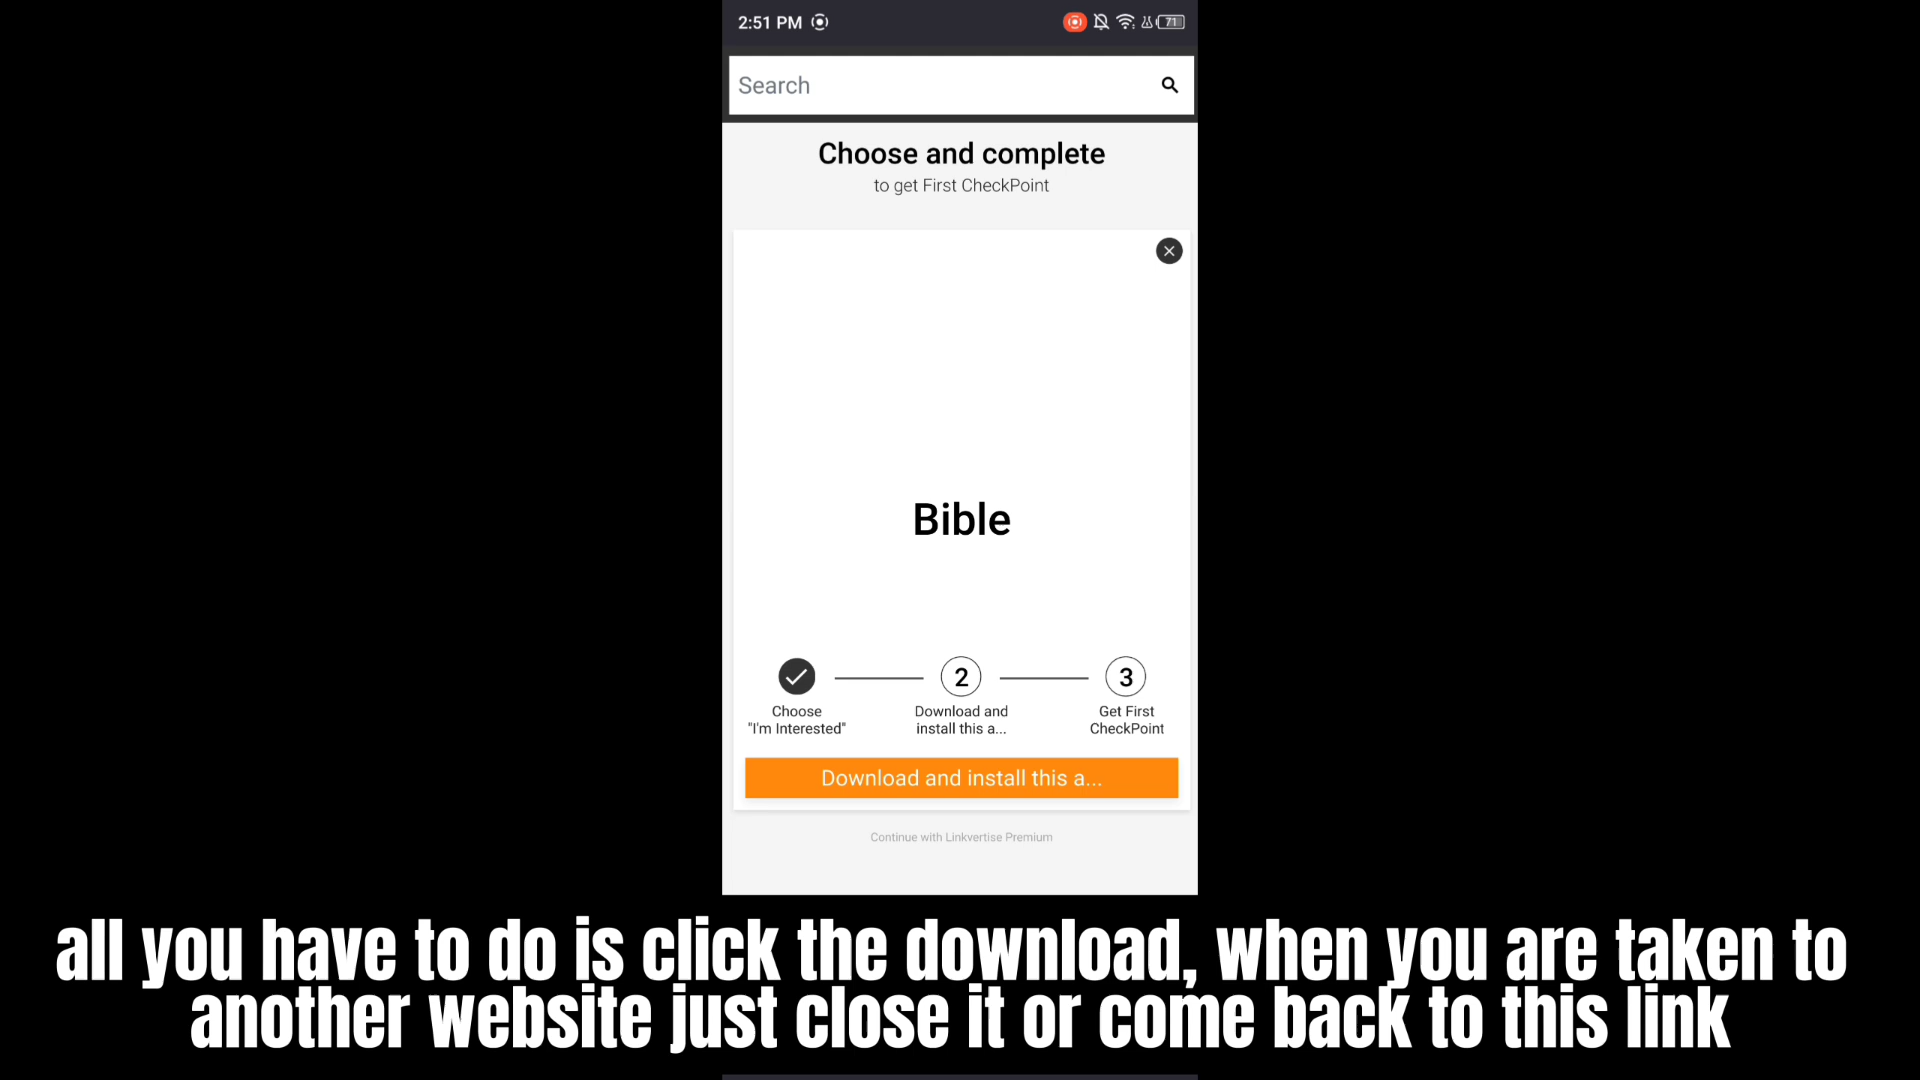 2:51 PM
71
Search
Choose and complete
to get First CheckPoint
Bible
2
3
Choose
"I'm Interested"
Download and
install this a...
Get First
CheckPoint
Download and install this a...
Continue with Linkvertise Premium
all you have to do is click the download, when you are taken to
another website just close it or come back to this link